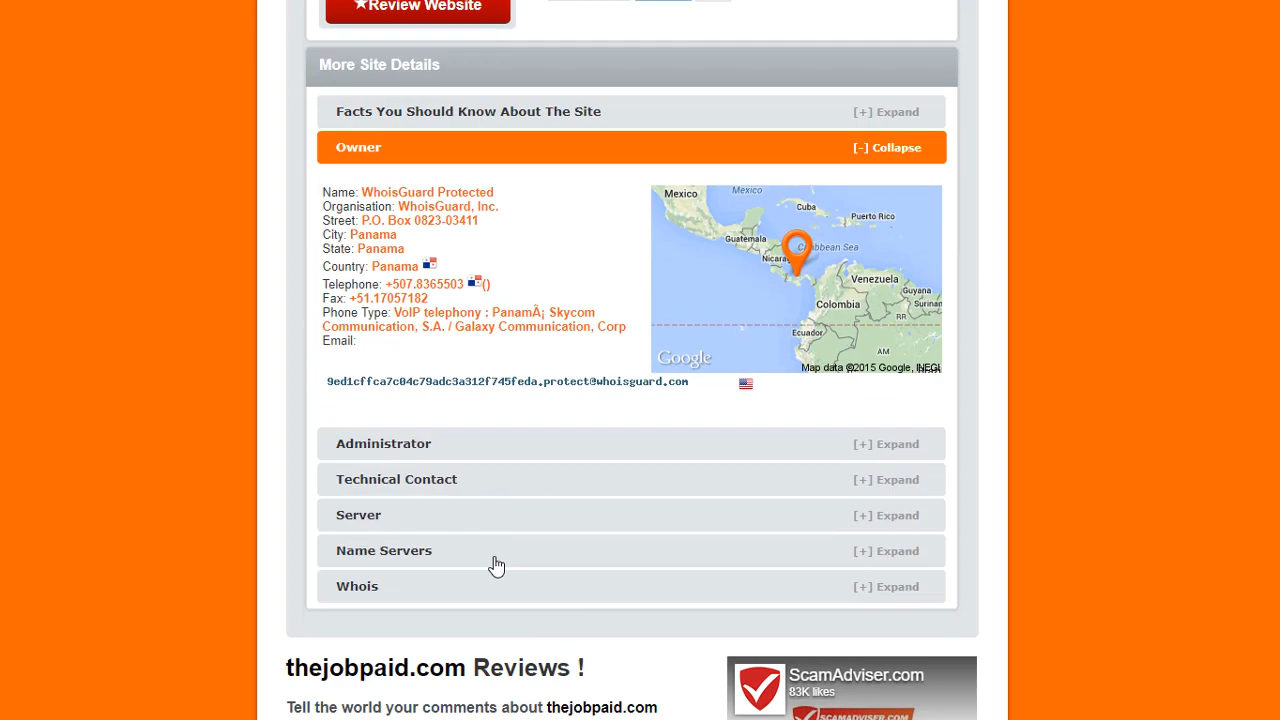 ★Review Website
More Site Details
Facts You Should Know About The Site [+] Expand
Owner [-] Collapse
Name: WhoisGuard Protected
Organisation: WhoisGuard, Inc.
Street: P.O. Box 0823-03411
City: Panama
State: Panama
Country: Panama
Telephone: +507.8365503 ()
Fax: +51.17057182
Phone Type: VoIP telephony : PanamÃ¡ Skycom
Communication, S.A. / Galaxy Communication, Corp
Email:
9ed1cffca7c04c79adc3a312f745feda.protect@whoisguard.com
Mexico
Mexico
Cuba
Puerto Rico
Guatemala
Caribbean Sea
Nicarag
Venezuela
Guyana
Surinam
Colombia
RR
Ecuador
AM
Google
Map data ©2015 Google, INEGI
Administrator [+] Expand
Technical Contact [+] Expand
Server [+] Expand
Name Servers [+] Expand
Whois [+] Expand
thejobpaid.com Reviews !
Tell the world your comments about thejobpaid.com
ScamAdviser.com
83K likes
SCAMADVISER.com